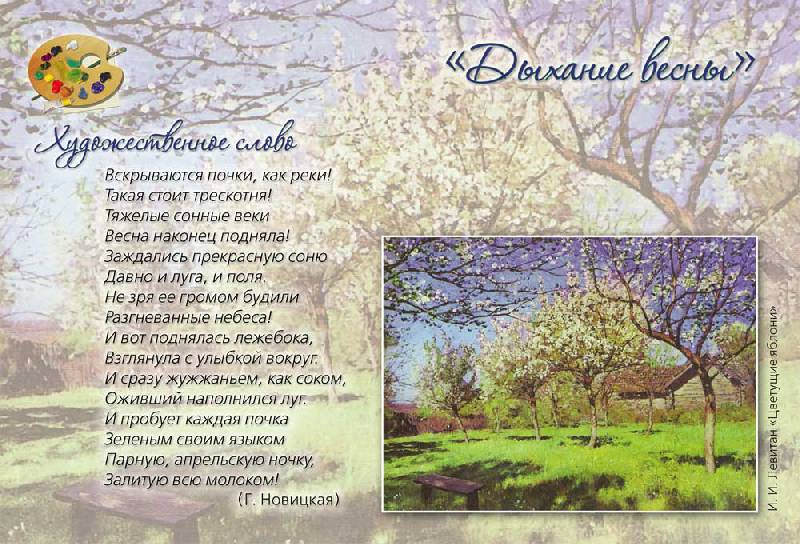 «Дыхание весны»
Художественное слово
Вскрываются почки, как реки!
Такая стоит трескотня!
Тяжелые сонные веки
Весна наконец подняла!
Заждались прекрасную соню
Давно и луга, и поля.
Не зря ее громом будили
Разгневанные небеса!
И вот поднялась лежебока,
Взглянула с улыбкой вокруг.
И сразу жужжаньем, как соком,
Оживший наполнился луг.
И пробует каждая почка
Зеленым своим языком
Парную, апрельскую ночку,
Залитую всю молоком!
(Г. Новицкая)
И. И. Левитан «Цветущие яблони»